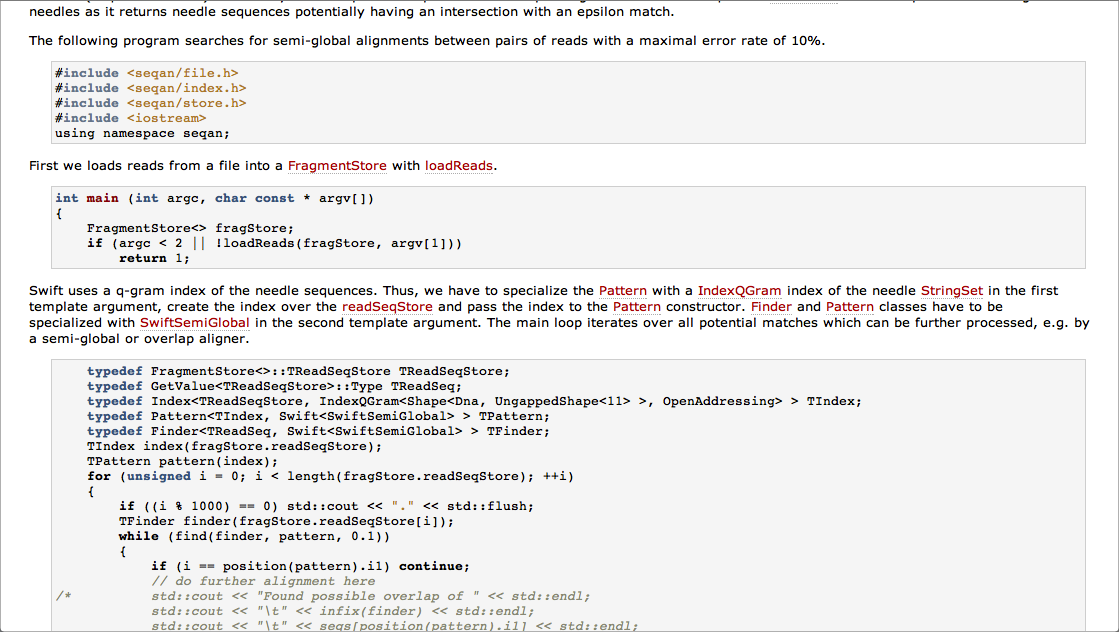 needles as it returns needle sequences potentially having an intersection with an epsilon match.
The following program searches for semi-global alignments between pairs of reads with a maximal error rate of 10%.
#include <seqan/file.h>
#include <seqan/index.h>
#include <seqan/store.h>
#include <iostream>
using namespace seqan;
First we loads reads from a file into a FragmentStore with loadReads.
int main (int argc, char const * argv[])
{
FragmentStore<> fragStore;
if (argc < 2 || !loadReads(fragStore, argv[1]))
return 1;
Swift uses a q-gram index of the needle sequences. Thus, we have to specialize the Pattern with a IndexQGram index of the needle StringSet in the first
template argument, create the index over the readSeqStore and pass the index to the Pattern constructor. Finder and Pattern classes have to be
specialized with SwiftSemiGlobal in the second template argument. The main loop iterates over all potential matches which can be further processed, e.g. by
a semi-global or overlap aligner.
typedef FragmentStore<>::TReadSeqStore TReadSeqStore;
typedef GetValue<TReadSeqStore>::Type TReadSeq;
typedef Index<TReadSeqStore, IndexQGram<Shape<Dna, UngappedShape<11> >, OpenAddressing> > TIndex;
typedef Pattern<TIndex, Swift<SwiftSemiGlobal> > TPattern;
typedef Finder<TReadSeq, Swift<SwiftSemiGlobal> > TFinder;
TIndex index(fragStore.readSeqStore);
TPattern pattern(index);
for (unsigned i = 0; i < length(fragStore.readSeqStore); ++i)
{
if ((i % 1000) == 0) std::cout << "." << std::flush;
TFinder finder(fragStore.readSeqStore[i]);
while (find(finder, pattern, 0.1))
{
if (i == position(pattern).i1) continue;
// do further alignment here
/* std::cout << "Found possible overlap of " << std::endl;
std::cout << "\t" << infix(finder) << std::endl;
std::cout << "\t" << seqs[position(pattern).i1] << std::endl;